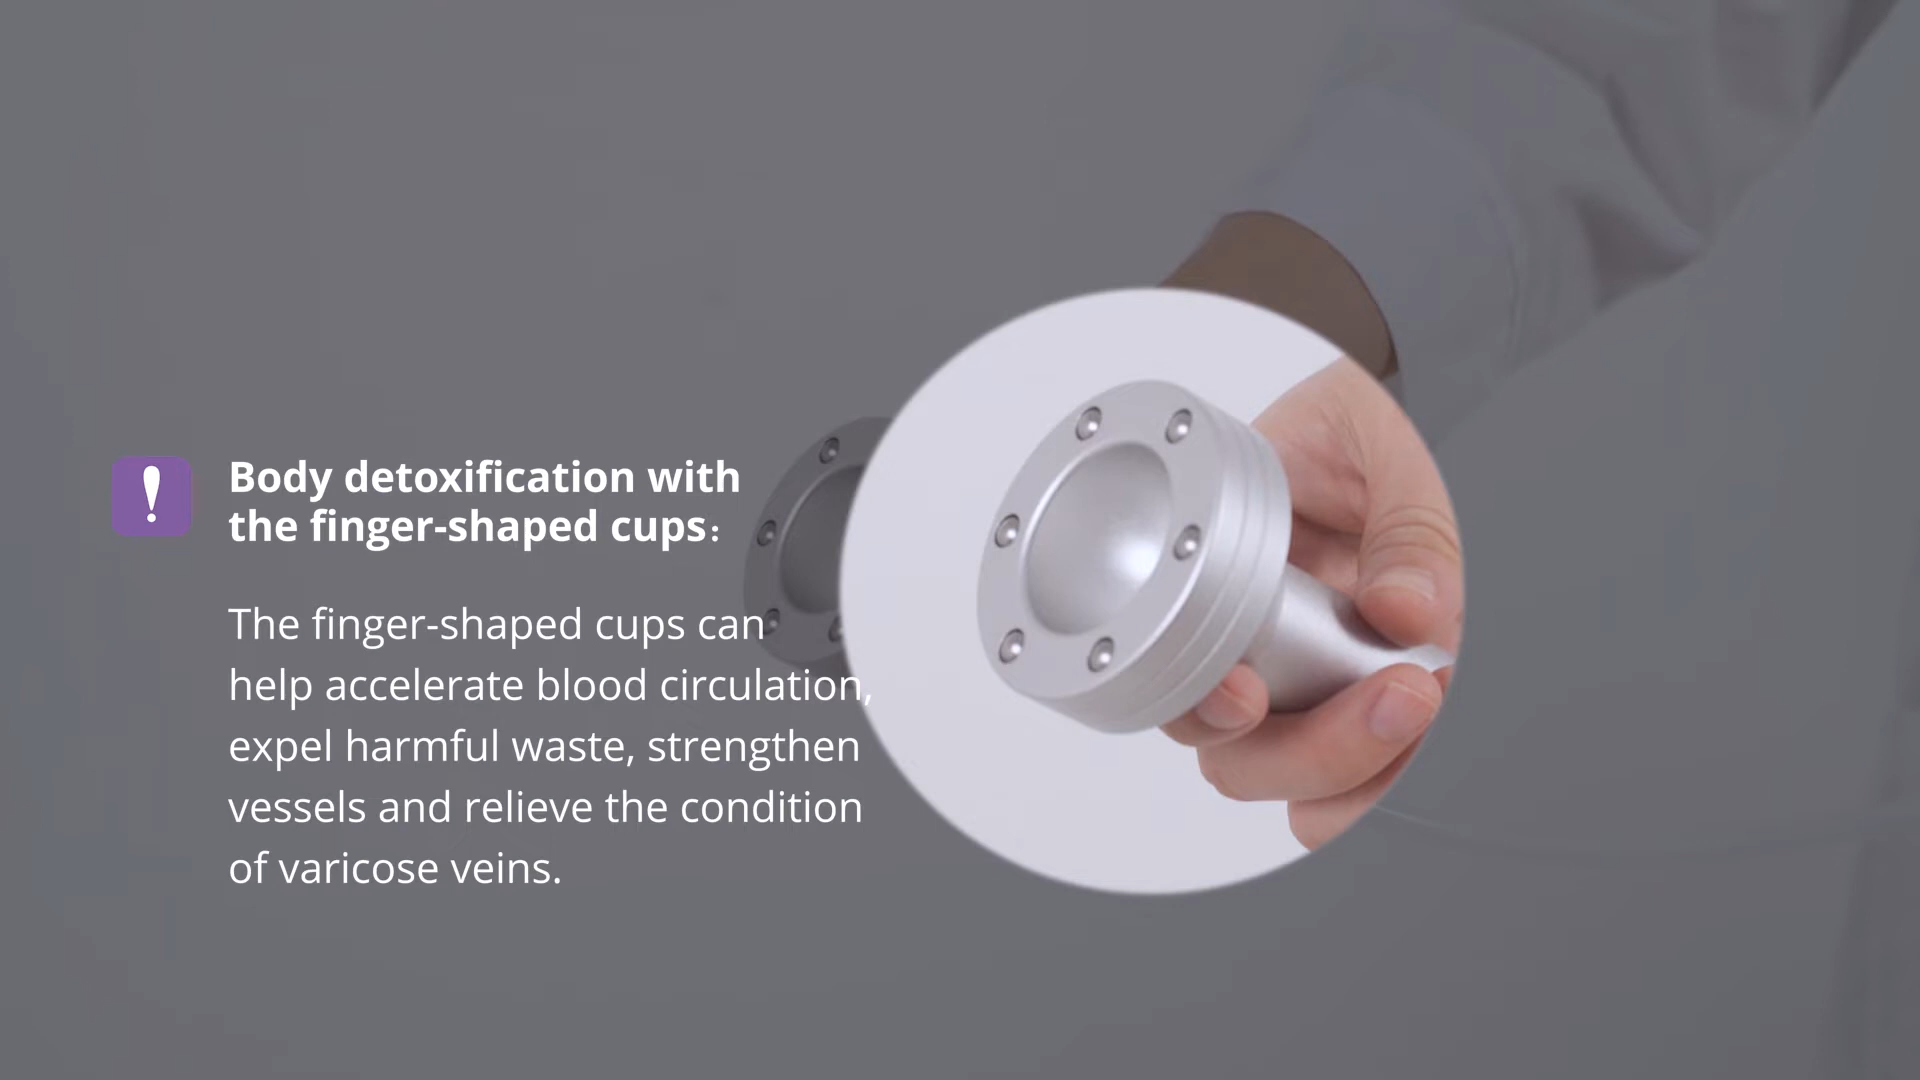 Body detoxification with
the finger-shaped cups:
The finger-shaped cups can
help accelerate blood circulation,
expel harmful waste, strengthen
vessels and relieve the condition
of varicose veins.